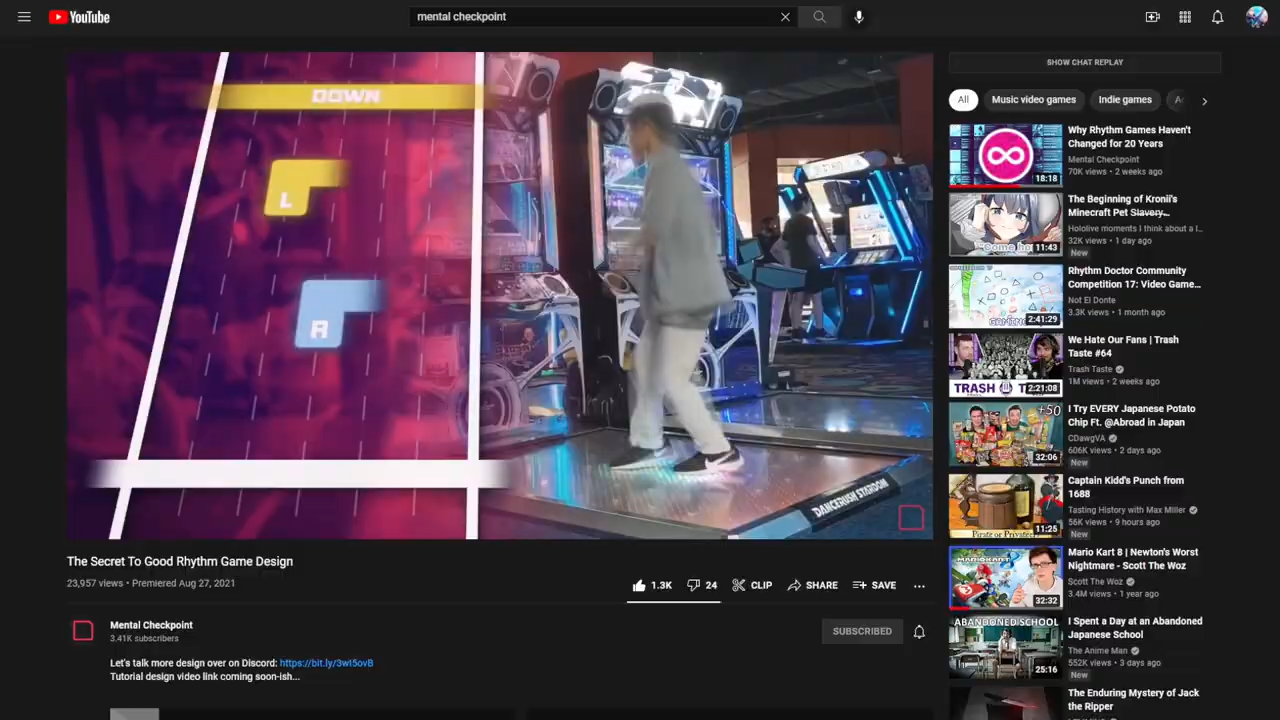 YouTube
mental checkpoint
DOWN
L
R
DANCERUSH STARDOM
The Secret To Good Rhythm Game Design
23,957 views • Premiered Aug 27, 2021
1.3K
24
CLIP
SHARE
SAVE
Mental Checkpoint
3.41K subscribers
SUBSCRIBED
Let's talk more design over on Discord: https://bit.ly/3wI5ovB
Tutorial design video link coming soon-ish...
SHOW CHAT REPLAY
All
Music video games
Indie games
18:18
Why Rhythm Games Haven't
Changed for 20 Years
Mental Checkpoint
70K views • 2 weeks ago
Come ho
11:43
The Beginning of Kronii's
Minecraft Pet Slavery...
Hololive moments I think about a l...
32K views • 1 day ago
New
2:41:29
Rhythm Doctor Community
Competition 17: Video Game...
Not El Donte
3.3K views • 1 month ago
TRASH T
2:21:08
We Hate Our Fans | Trash
Taste #64
Trash Taste
1M views • 2 weeks ago
+50
32:06
I Try EVERY Japanese Potato
Chip Ft. @Abroad in Japan
CDawgVA
606K views • 2 days ago
New
Pirate or Privatee
11:25
Captain Kidd's Punch from
1688
Tasting History with Max Miller
56K views • 9 hours ago
New
MARIOKART 8
32:32
Mario Kart 8 | Newton's Worst
Nightmare - Scott The Woz
Scott The Woz
3.4M views • 1 year ago
ABANDONED SCHOOL
25:16
I Spent a Day at an Abandoned
Japanese School
The Anime Man
552K views • 3 days ago
New
The Enduring Mystery of Jack
the Ripper